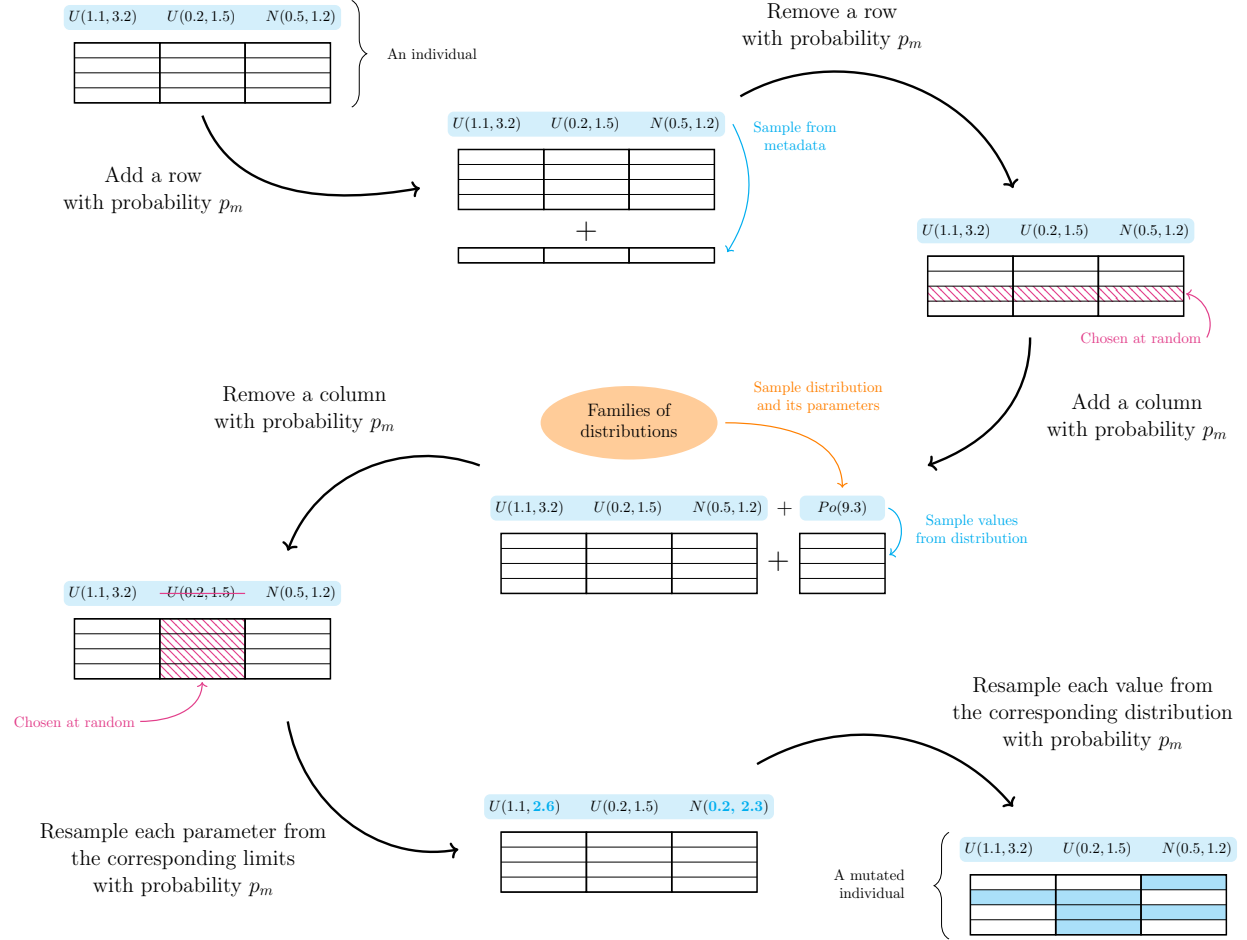 U(1.1, 3.2) U(0.2, 1.5) N(0.5, 1.2)
An individual
Add a row
with probability p_m
U(1.1, 3.2) U(0.2, 1.5) N(0.5, 1.2)
Sample from
metadata
+
Remove a row
with probability p_m
U(1.1, 3.2) U(0.2, 1.5) N(0.5, 1.2)
Chosen at random
Add a column
with probability p_m
Families of
distributions
Sample distribution
and its parameters
U(1.1, 3.2) U(0.2, 1.5) N(0.5, 1.2) + Po(9.3)
+
Sample values
from distribution
Remove a column
with probability p_m
U(1.1, 3.2) U(0.2, 1.5) N(0.5, 1.2)
Chosen at random
Resample each parameter from
the corresponding limits
with probability p_m
U(1.1, 2.6) U(0.2, 1.5) N(0.2, 2.3)
Resample each value from
the corresponding distribution
with probability p_m
U(1.1, 3.2) U(0.2, 1.5) N(0.5, 1.2)
A mutated
individual